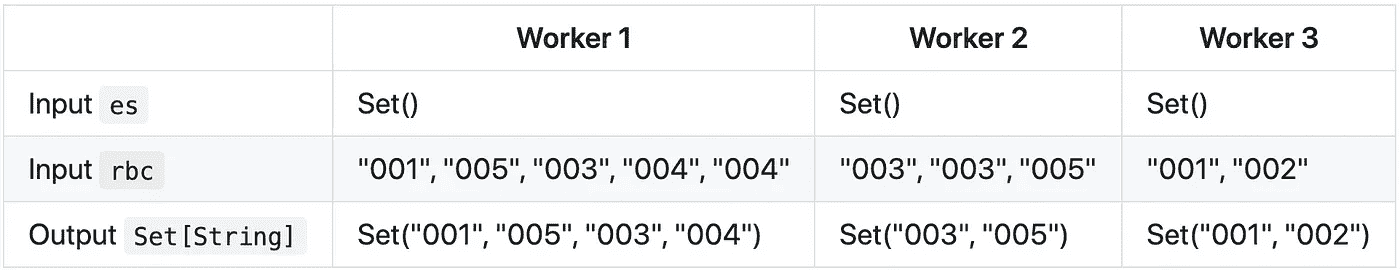 Worker 1 Worker 2 Worker 3
Input es Set() Set() Set()
Input rbc "001", "005", "003", "004", "004" "003", "003", "005" "001", "002"
Output Set[String] Set("001", "005", "003", "004") Set("003", "005") Set("001", "002")